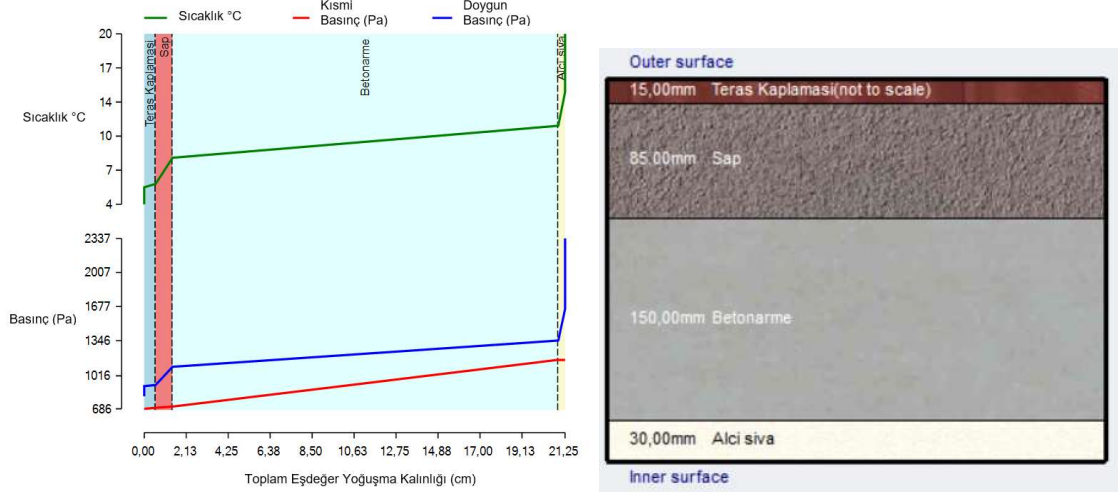 Sıcaklık °C
Kısmi
Basınç (Pa)
Doygun
Basınç (Pa)
Teras Kaplamasi
Sap
Betonarme
Alci siva
20
17
14
10
7
4
Sıcaklık °C
2337
2007
1677
1346
1016
686
Basınç (Pa)
0,00 2,13 4,25 6,38 8,50 10,63 12,75 14,88 17,00 19,13 21,25
Toplam Eşdeğer Yoğuşma Kalınlığı (cm)
Outer surface
15,00mm Teras Kaplamasi(not to scale)
85,00mm Sap
150,00mm Betonarme
30,00mm Alci siva
Inner surface